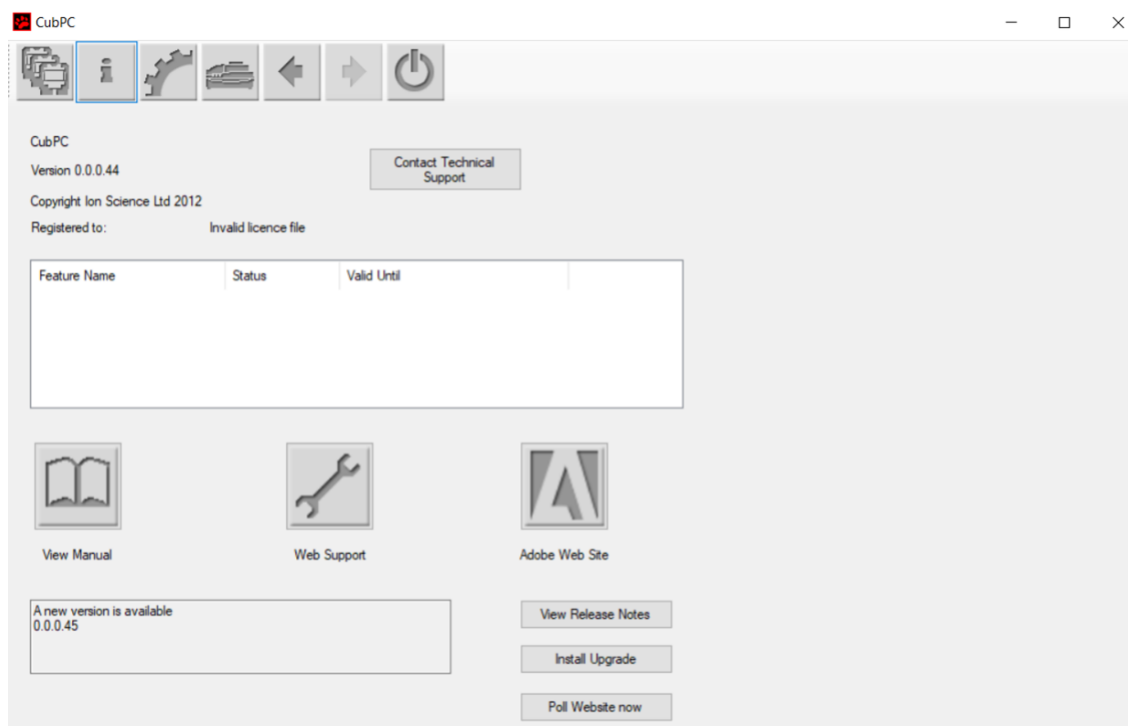 CubPC
CubPC
Version 0.0.0.44
Contact Technical
Support
Copyright Ion Science Ltd 2012
Registered to: Invalid licence file
Feature Name Status Valid Until
View Manual Web Support Adobe Web Site
A new version is available
0.0.0.45
View Release Notes
Install Upgrade
Poll Website now